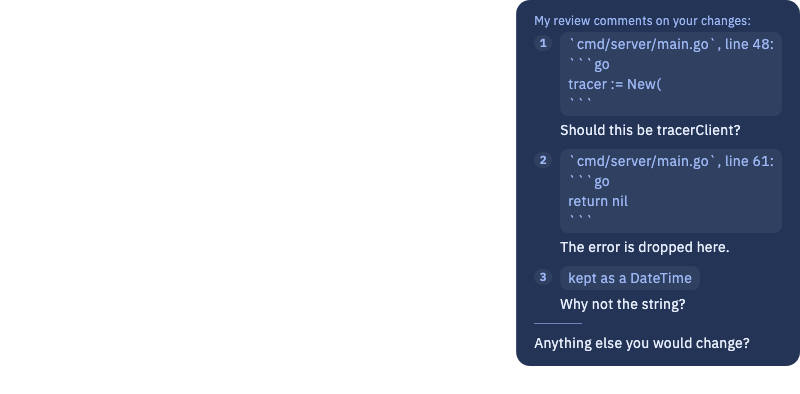 My review comments on your changes:
1
`cmd/server/main.go`, line 48:
```go
tracer := New(
```
Should this be tracerClient?
2
`cmd/server/main.go`, line 61:
```go
return nil
```
The error is dropped here.
3
kept as a DateTime
Why not the string?
Anything else you would change?